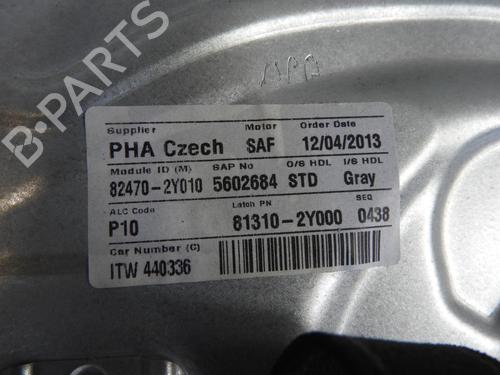 Supplier Motor Order Date
PHA Czech SAF 12/04/2013
Module ID (M) SAP No O/S HDL I/S HDL
82470-2Y010 5602684 STD Gray
ALC Code Latch PN SEQ
P10 81310-2Y000 0438
Car Number (C)
ITW 440336
B-PARTS